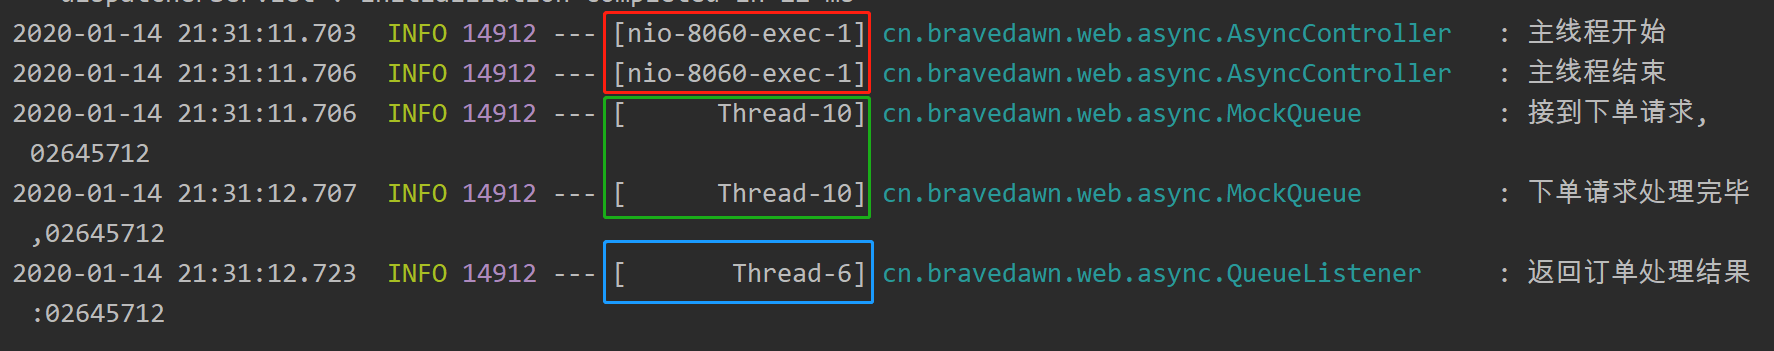 2020-01-14 21:31:11.703  INFO 14912 --- [nio-8060-exec-1] cn.bravedawn.web.async.AsyncController   : 主线程开始
2020-01-14 21:31:11.706  INFO 14912 --- [nio-8060-exec-1] cn.bravedawn.web.async.AsyncController   : 主线程结束
2020-01-14 21:31:11.706  INFO 14912 --- [      Thread-10] cn.bravedawn.web.async.MockQueue         : 接到下单请求,
02645712
2020-01-14 21:31:12.707  INFO 14912 --- [      Thread-10] cn.bravedawn.web.async.MockQueue         : 下单请求处理完毕
,02645712
2020-01-14 21:31:12.723  INFO 14912 --- [       Thread-6] cn.bravedawn.web.async.QueueListener     : 返回订单处理结果
:02645712